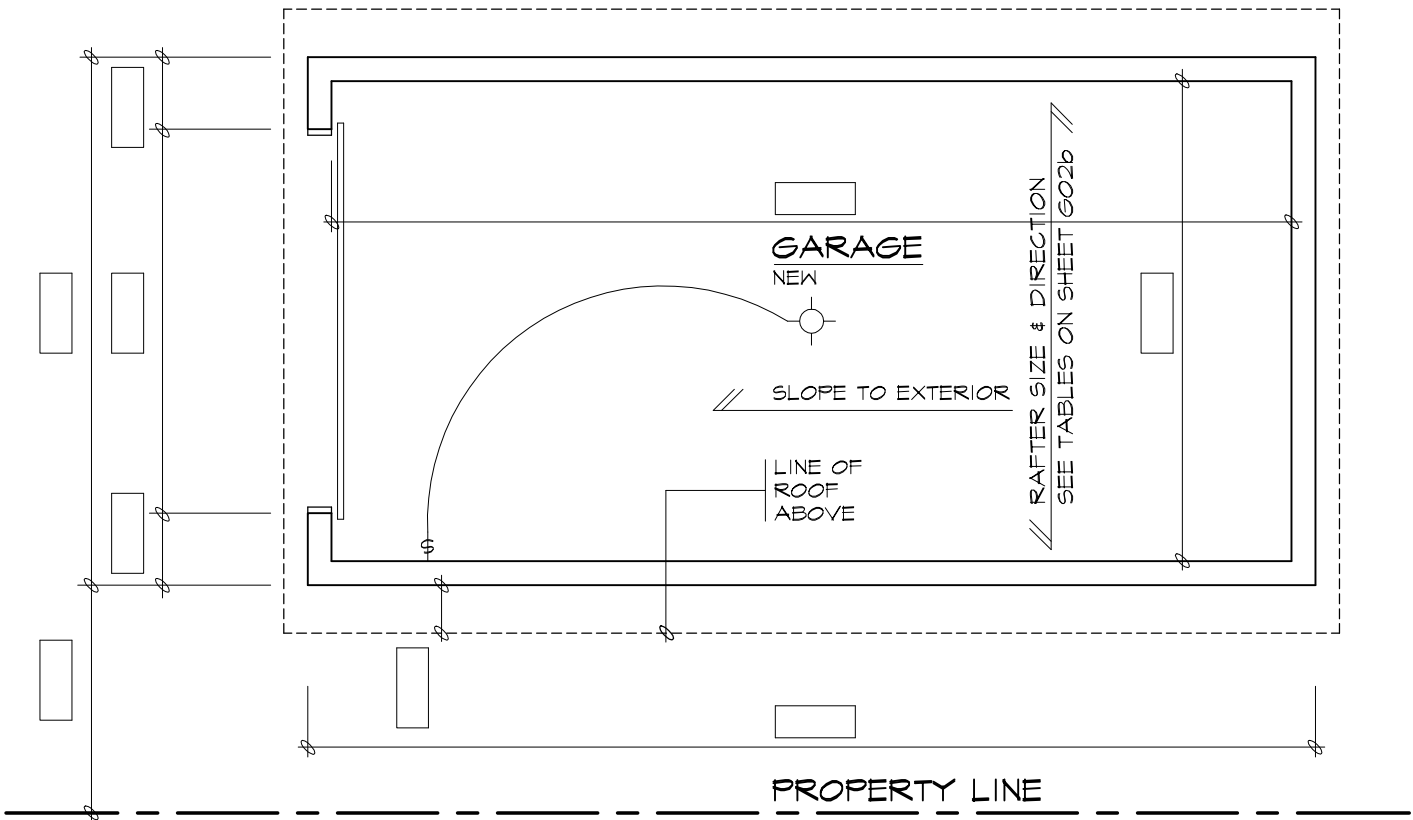 GARAGE
NEW
RAFTER SIZE & DIRECTION
SEE TABLES ON SHEET G02b
SLOPE TO EXTERIOR
LINE OF
ROOF
ABOVE
S
PROPERTY LINE